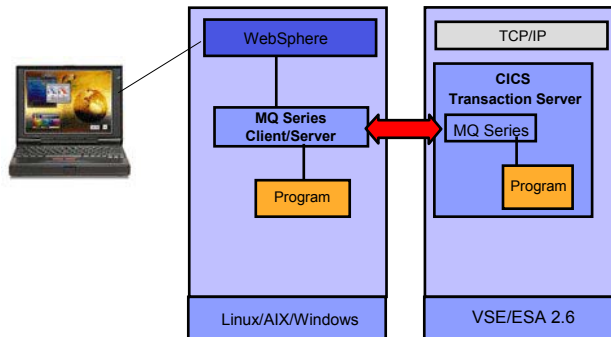 WebSphere
MQ Series
Client/Server
Program
Linux/AIX/Windows
TCP/IP
CICS
Transaction Server
MQ Series
Program
VSE/ESA 2.6